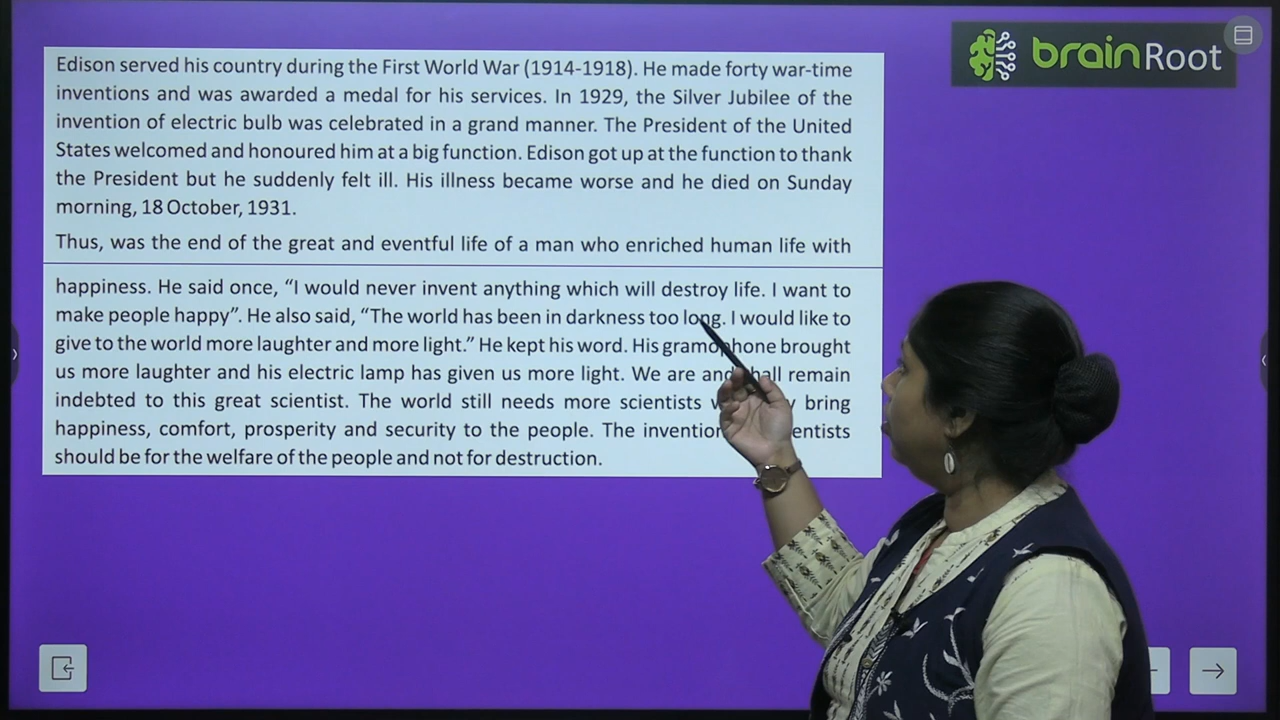 brainRoot
Edison served his country during the First World War (1914-1918). He made forty war-time
inventions and was awarded a medal for his services. In 1929, the Silver Jubilee of the
invention of electric bulb was celebrated in a grand manner. The President of the United
States welcomed and honoured him at a big function. Edison got up at the function to thank
the President but he suddenly felt ill. His illness became worse and he died on Sunday
morning, 18 October, 1931.
Thus, was the end of the great and eventful life of a man who enriched human life with
happiness. He said once, “I would never invent anything which will destroy life. I want to
make people happy”. He also said, “The world has been in darkness too long. I would like to
give to the world more laughter and more light.” He kept his word. His gramophone brought
us more laughter and his electric lamp has given us more light. We are and shall remain
indebted to this great scientist. The world still needs more scientists bring
happiness, comfort, prosperity and security to the people. The
should be for the welfare of the people and not for destruction.